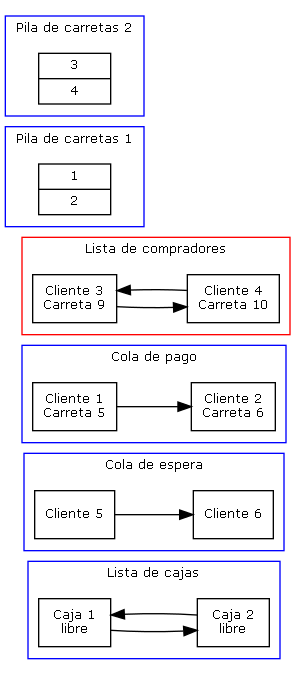 Pila de carretas 2
3
4
Pila de carretas 1
1
2
Lista de compradores
Cliente 3
Carreta 9
Cliente 4
Carreta 10
Cola de pago
Cliente 1
Carreta 5
Cliente 2
Carreta 6
Cola de espera
Cliente 5
Cliente 6
Lista de cajas
Caja 1
libre
Caja 2
libre